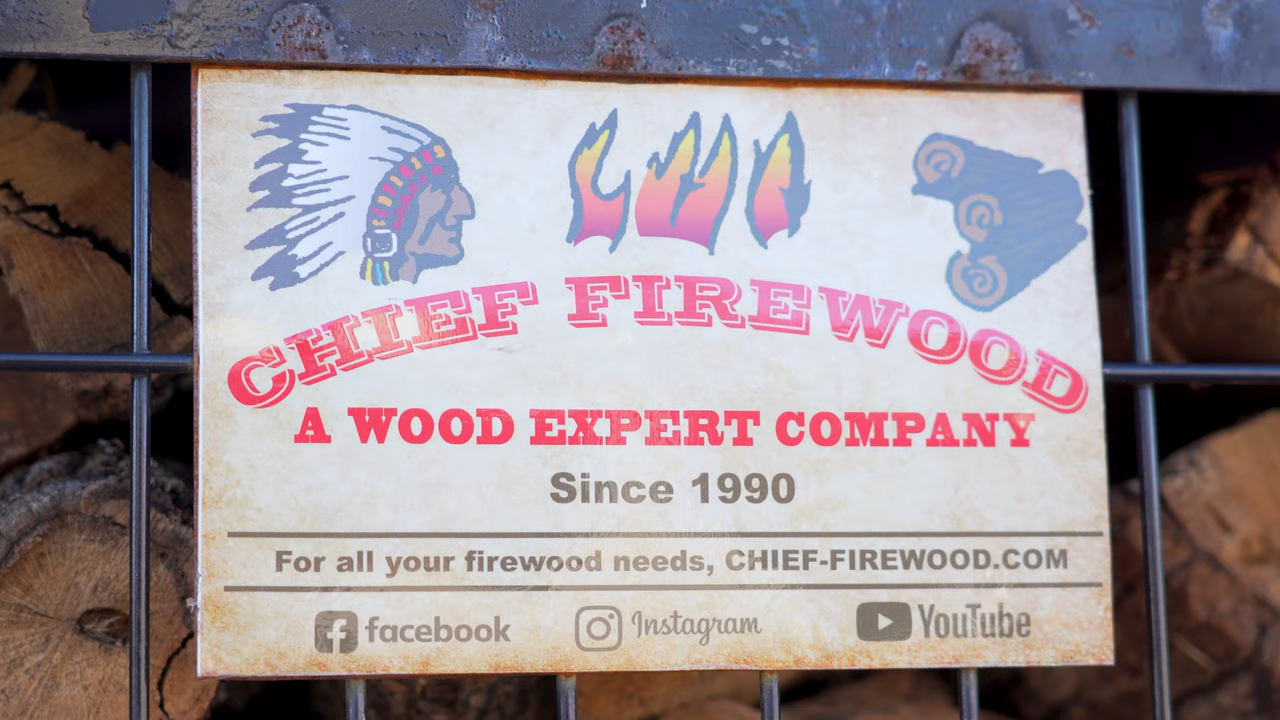 CHIEF FIREWOOD
A WOOD EXPERT COMPANY
Since 1990
For all your firewood needs, CHIEF-FIREWOOD.COM
facebook Instagram YouTube